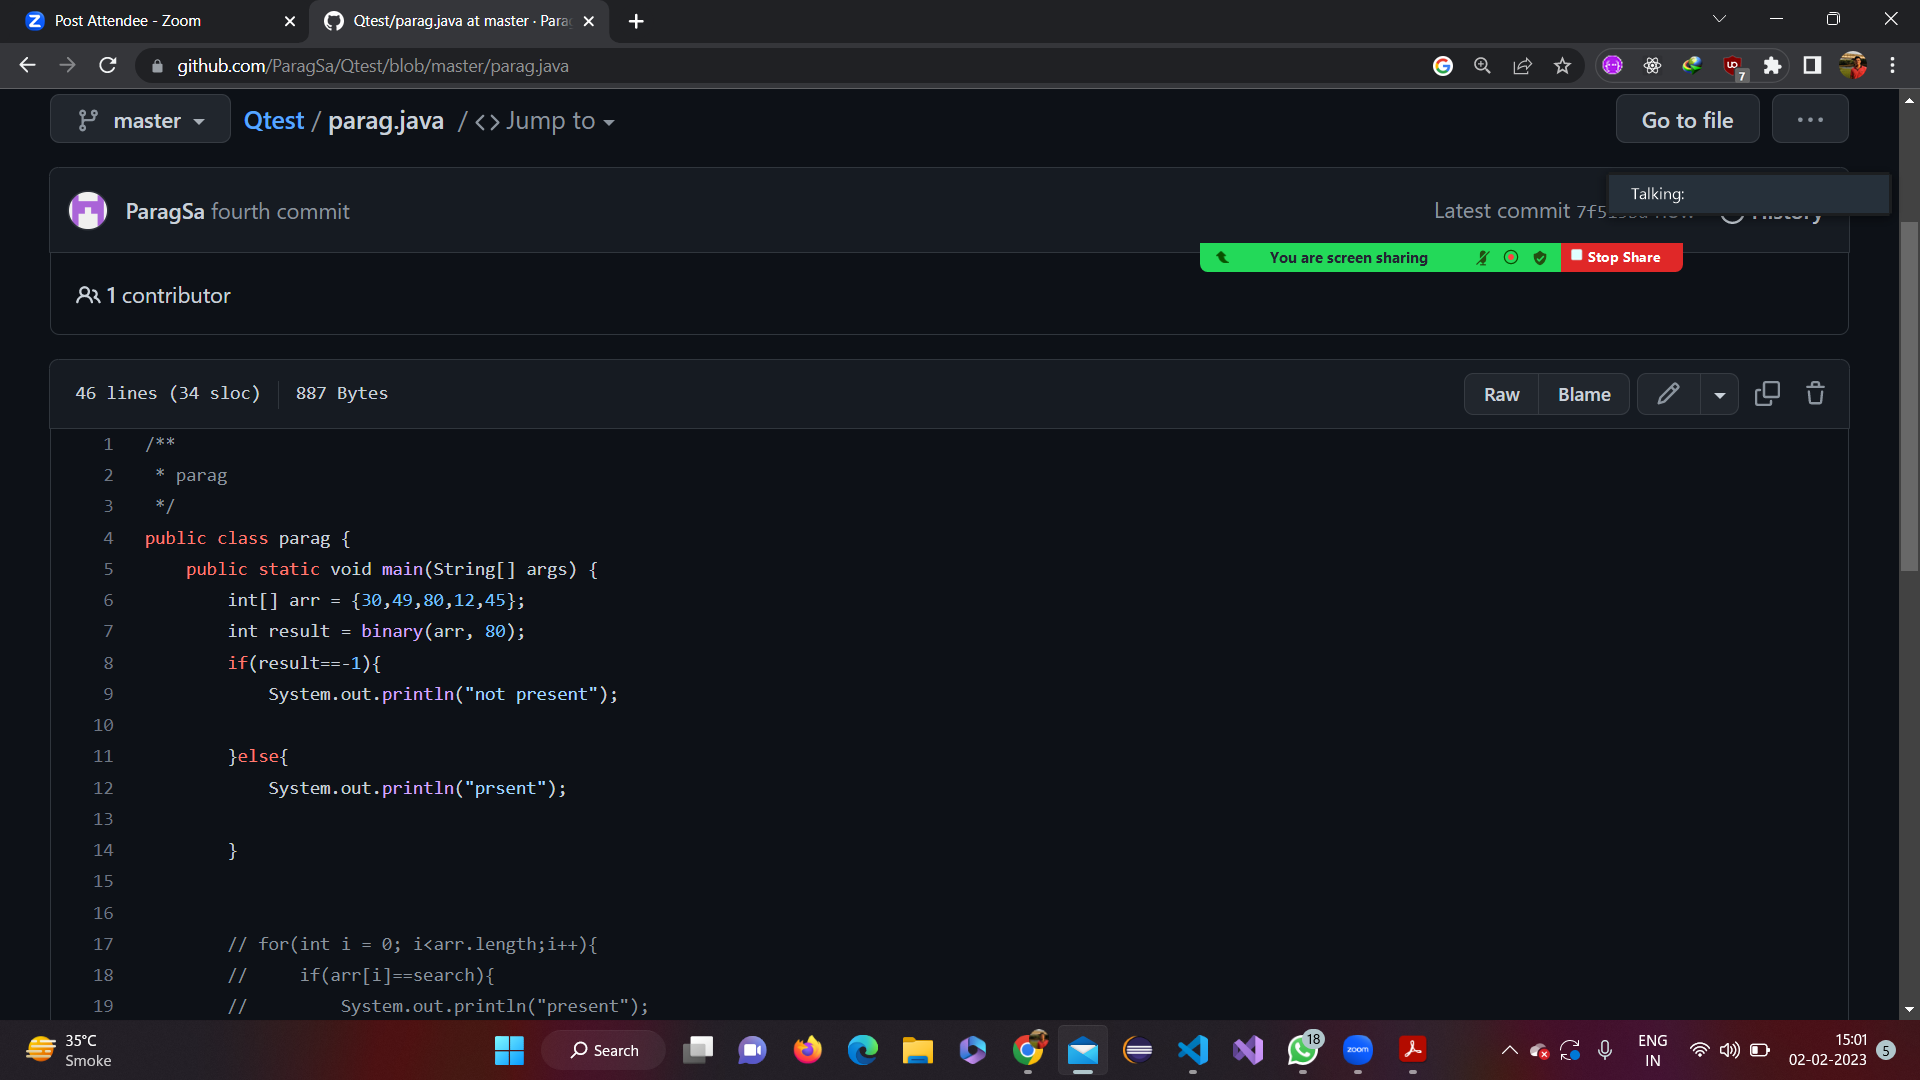 Post Attendee - Zoom
Qtest/parag.java at master · Para
github.com/ParagSa/Qtest/blob/master/parag.java
7
master
Qtest / parag.java / <> Jump to
Go to file
...
Talking:
ParagSa fourth commit
Latest commit
History
You are screen sharing
Stop Share
1 contributor
46 lines (34 sloc)
887 Bytes
Raw
Blame
1 /**
2  * parag
3  */
4 public class parag {
5     public static void main(String[] args) {
6         int[] arr = {30,49,80,12,45};
7         int result = binary(arr, 80);
8         if(result==-1){
9             System.out.println("not present");
10
11         }else{
12             System.out.println("prsent");
13
14         }
15
16
17         // for(int i = 0; i<arr.length;i++){
18         //     if(arr[i]==search){
19         //         System.out.println("present");
35°C
Smoke
Search
18
zoom
ENG
IN
15:01
02-02-2023
5